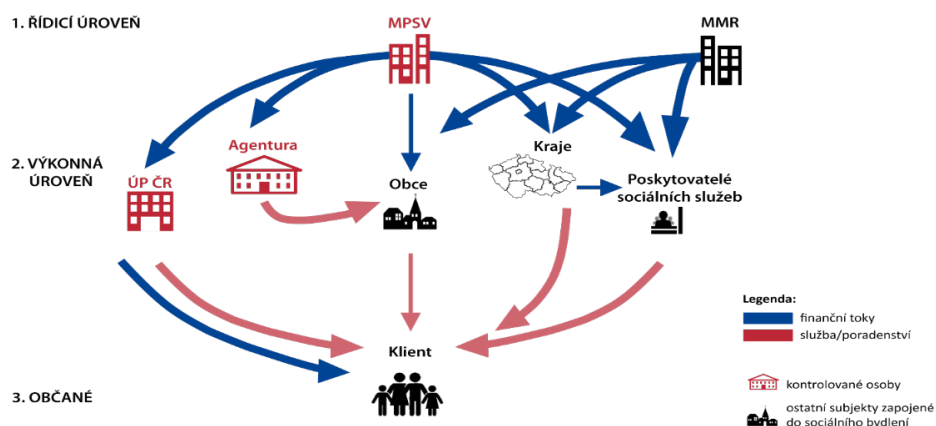 1. ŘÍDICÍ ÚROVEŇ
MPSV
MMR
Agentura
Kraje
2. VÝKONNÁ
ÚROVEŇ
ÚP ČR
Obce
Poskytovatelé
sociálních služeb
Legenda:
finanční toky
služba/poradenství
Klient
kontrolované osoby
3. OBČANÉ
ostatní subjekty zapojené
do sociálního bydlení